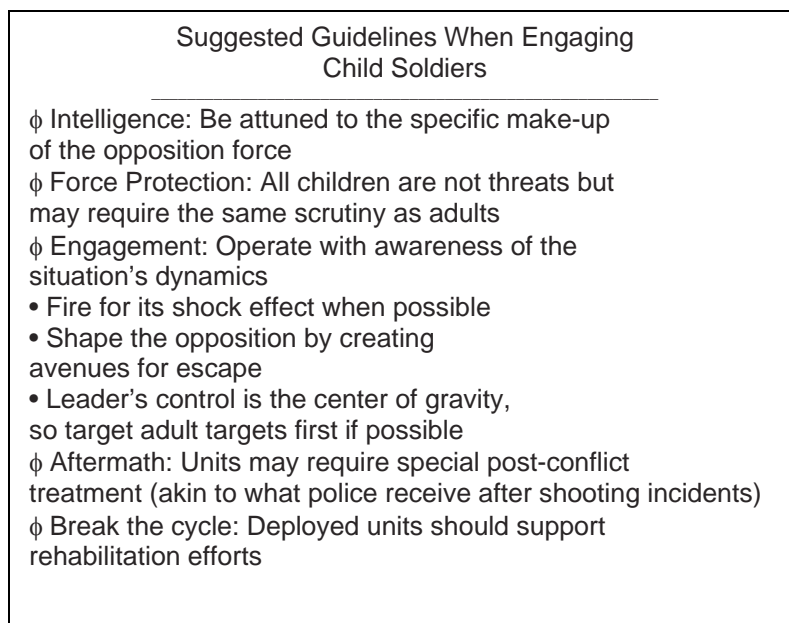 Suggested Guidelines When Engaging
Child Soldiers
ϕ Intelligence: Be attuned to the specific make-up
of the opposition force
ϕ Force Protection: All children are not threats but
may require the same scrutiny as adults
ϕ Engagement: Operate with awareness of the
situation’s dynamics
• Fire for its shock effect when possible
• Shape the opposition by creating
avenues for escape
• Leader’s control is the center of gravity,
so target adult targets first if possible
ϕ Aftermath: Units may require special post-conflict
treatment (akin to what police receive after shooting incidents)
ϕ Break the cycle: Deployed units should support
rehabilitation efforts